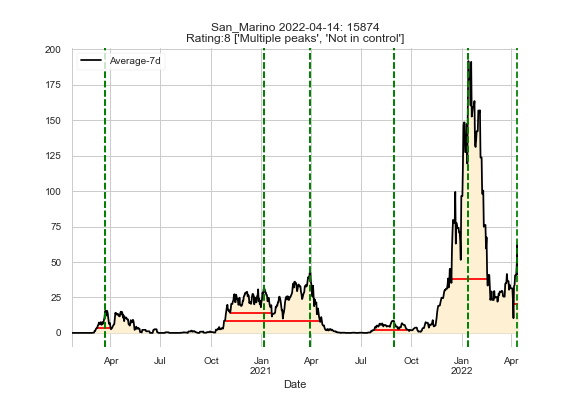 San_Marino 2022-04-14: 15874
Rating:8 ['Multiple peaks', 'Not in control']
200
175
150
125
100
75
50
25
0
Average-7d
Apr Jul Oct Jan Apr Jul Oct Jan Apr
2021 2022
Date